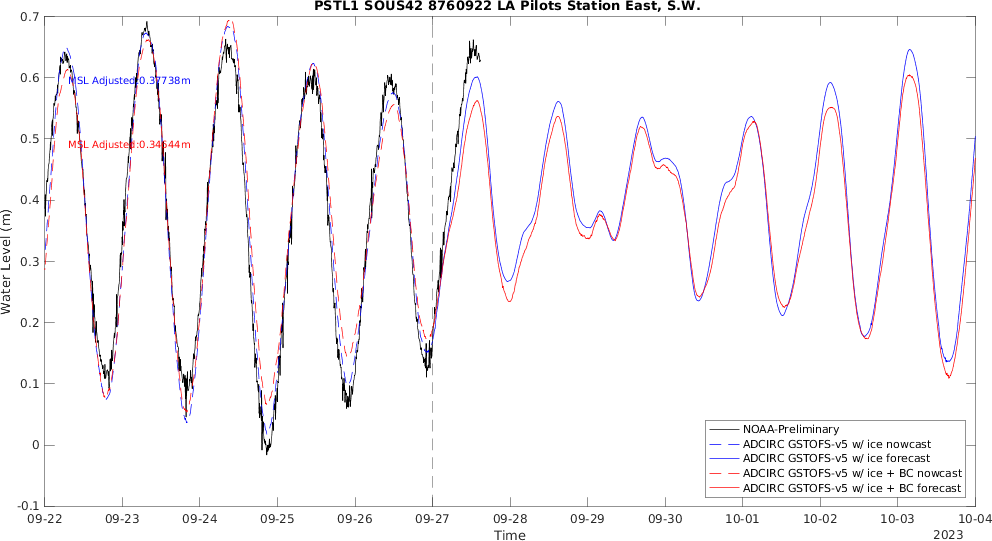 PSTL1 SOUS42 8760922 LA Pilots Station East, S.W.
0.7
0.6
0.5
0.4
0.3
0.2
0.1
0
-0.1
Water Level (m)
MSL Adjusted:0.37738m
MSL Adjusted:0.34644m
NOAA-Preliminary
ADCIRC GSTOFS-v5 w/ ice nowcast
ADCIRC GSTOFS-v5 w/ ice forecast
ADCIRC GSTOFS-v5 w/ ice + BC nowcast
ADCIRC GSTOFS-v5 w/ ice + BC forecast
09-22 09-23 09-24 09-25 09-26 09-27 09-28 09-29 09-30 10-01 10-02 10-03 10-04
Time
2023